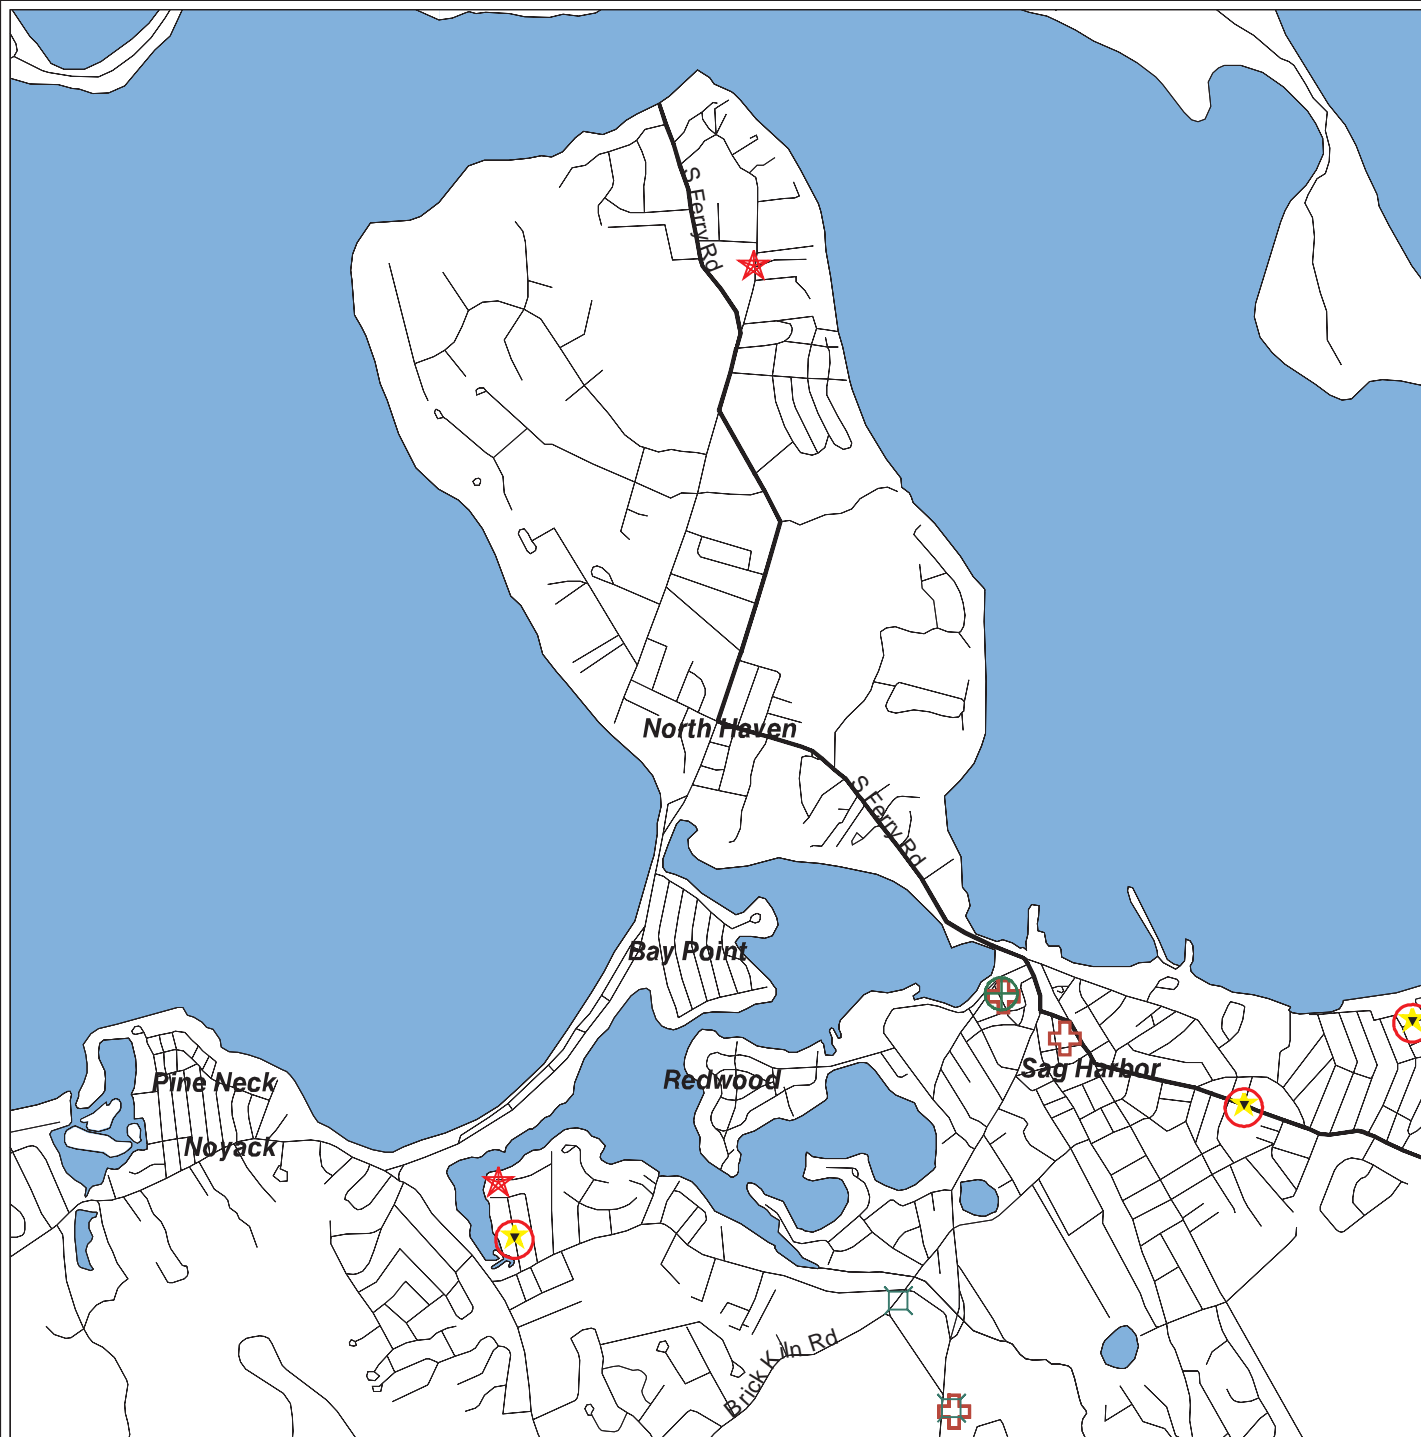 S Ferry Rd
North Haven
S Ferry Rd
Bay Point
Sag Harbor
Redwood
Pine Neck
Noyack
Brick Kiln Rd